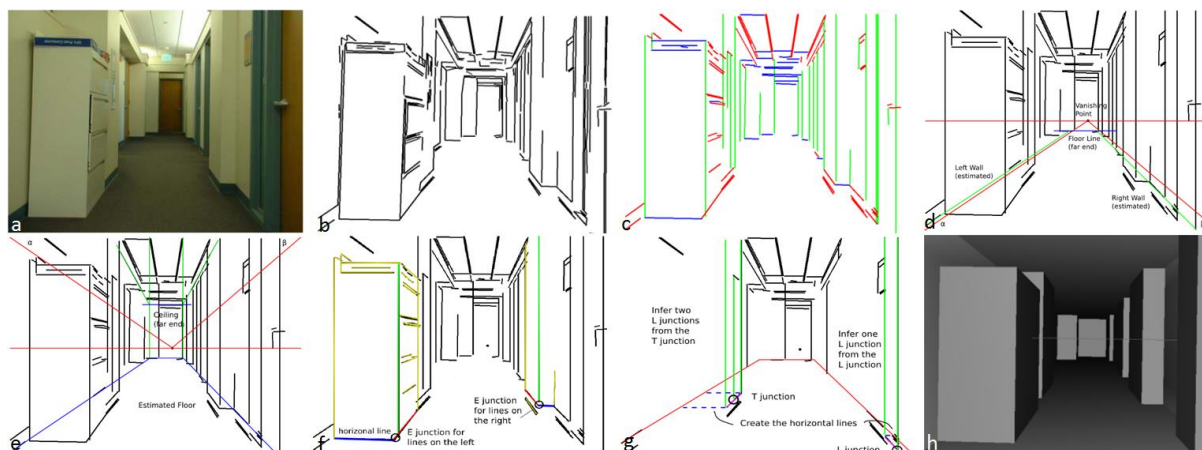 a
b
c
Vanishing
Point
Floor Line
(far end)
Left Wall
(estimated)
Right Wall
(estimated)
α
d
α
β
Ceiling
(far end)
Estimated Floor
e
E junction
for lines on
the right
horizonal line
E junction for
lines on the left
f
Infer two
L junctions
from the
T junction
Infer one
L junction
from the
L junction
T junction
Create the horizontal lines
L junction
g
h